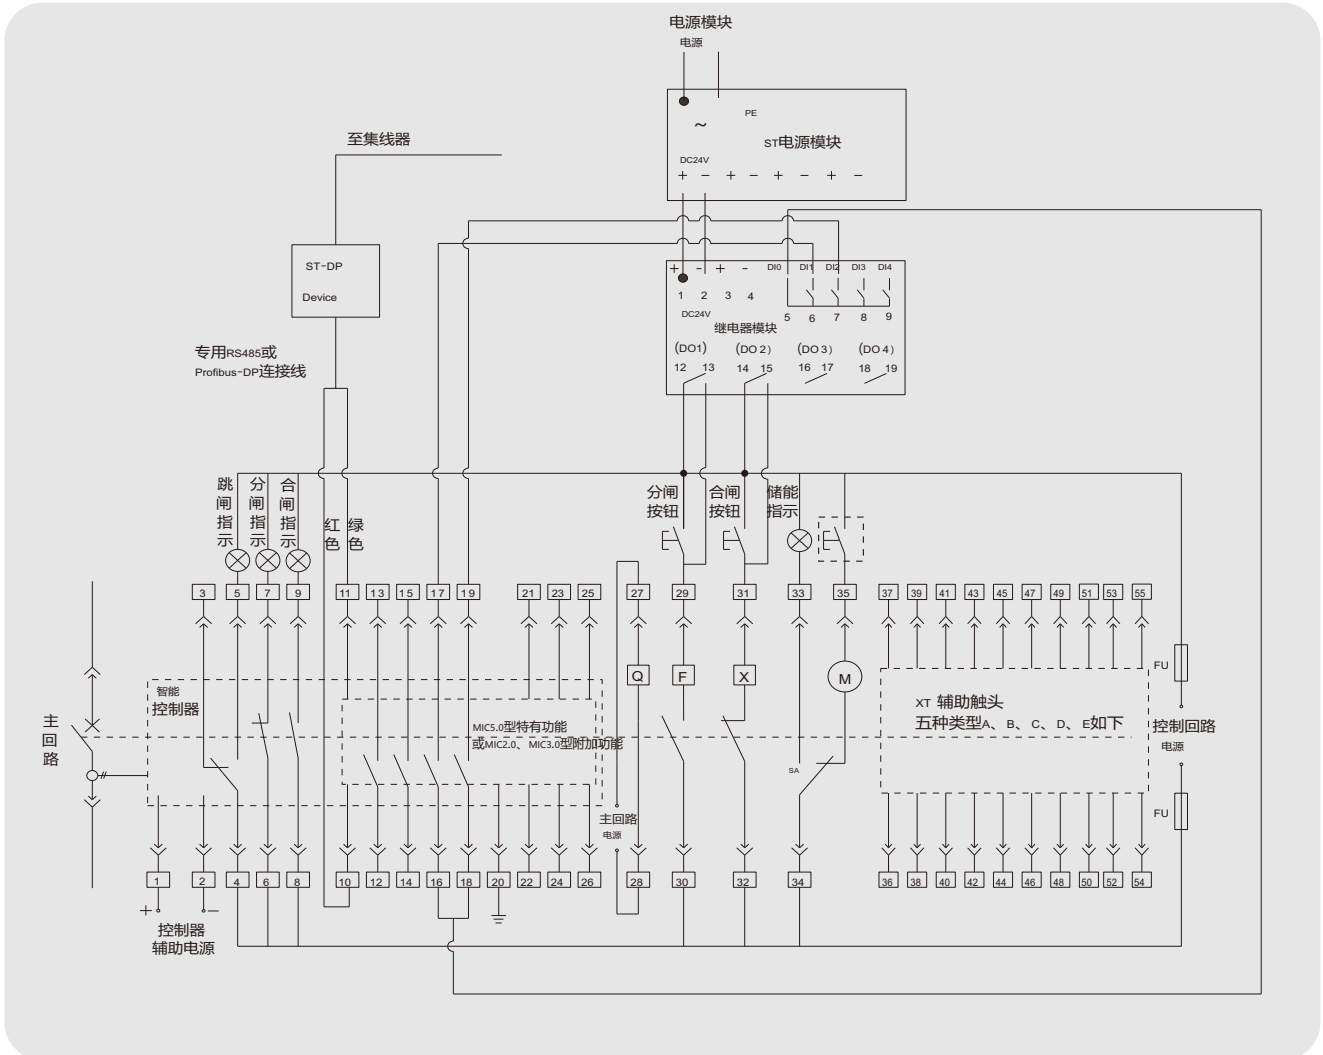 电源模块
电源
PE
~
ST电源模块
DC24V
+ − + − + − + −
至集线器
ST-DP
Device
专用RS485或
Profibus-DP连接线
+ − + − DI0 DI1 DI2 DI3 DI4
1 2 3 4
5 6 7 8 9
DC24V
继电器模块
(DO1) (DO 2) (DO 3) (DO 4)
12 13 14 15 16 17 18 19
跳闸指示
分闸指示
合闸指示
红色
绿色
分闸
按钮
合闸
按钮
储能
指示
3 5 7 9 11 13 15 17 19 21 23 25 27 29 31 33 35 37 39 41 43 45 47 49 51 53 55
Q F X M
FU
智能
控制器
主回路
MIC5.0型特有功能
或MIC2.0、MIC3.0型附加功能
XT 辅助触头
五种类型A、B、C、D、E如下
控制回路
电源
SA
主回路
电源
FU
1 2 4 6 8 10 12 14 16 18 20 22 24 26 28 30 32 34 36 38 40 42 44 46 48 50 52 54
+ −
控制器
辅助电源